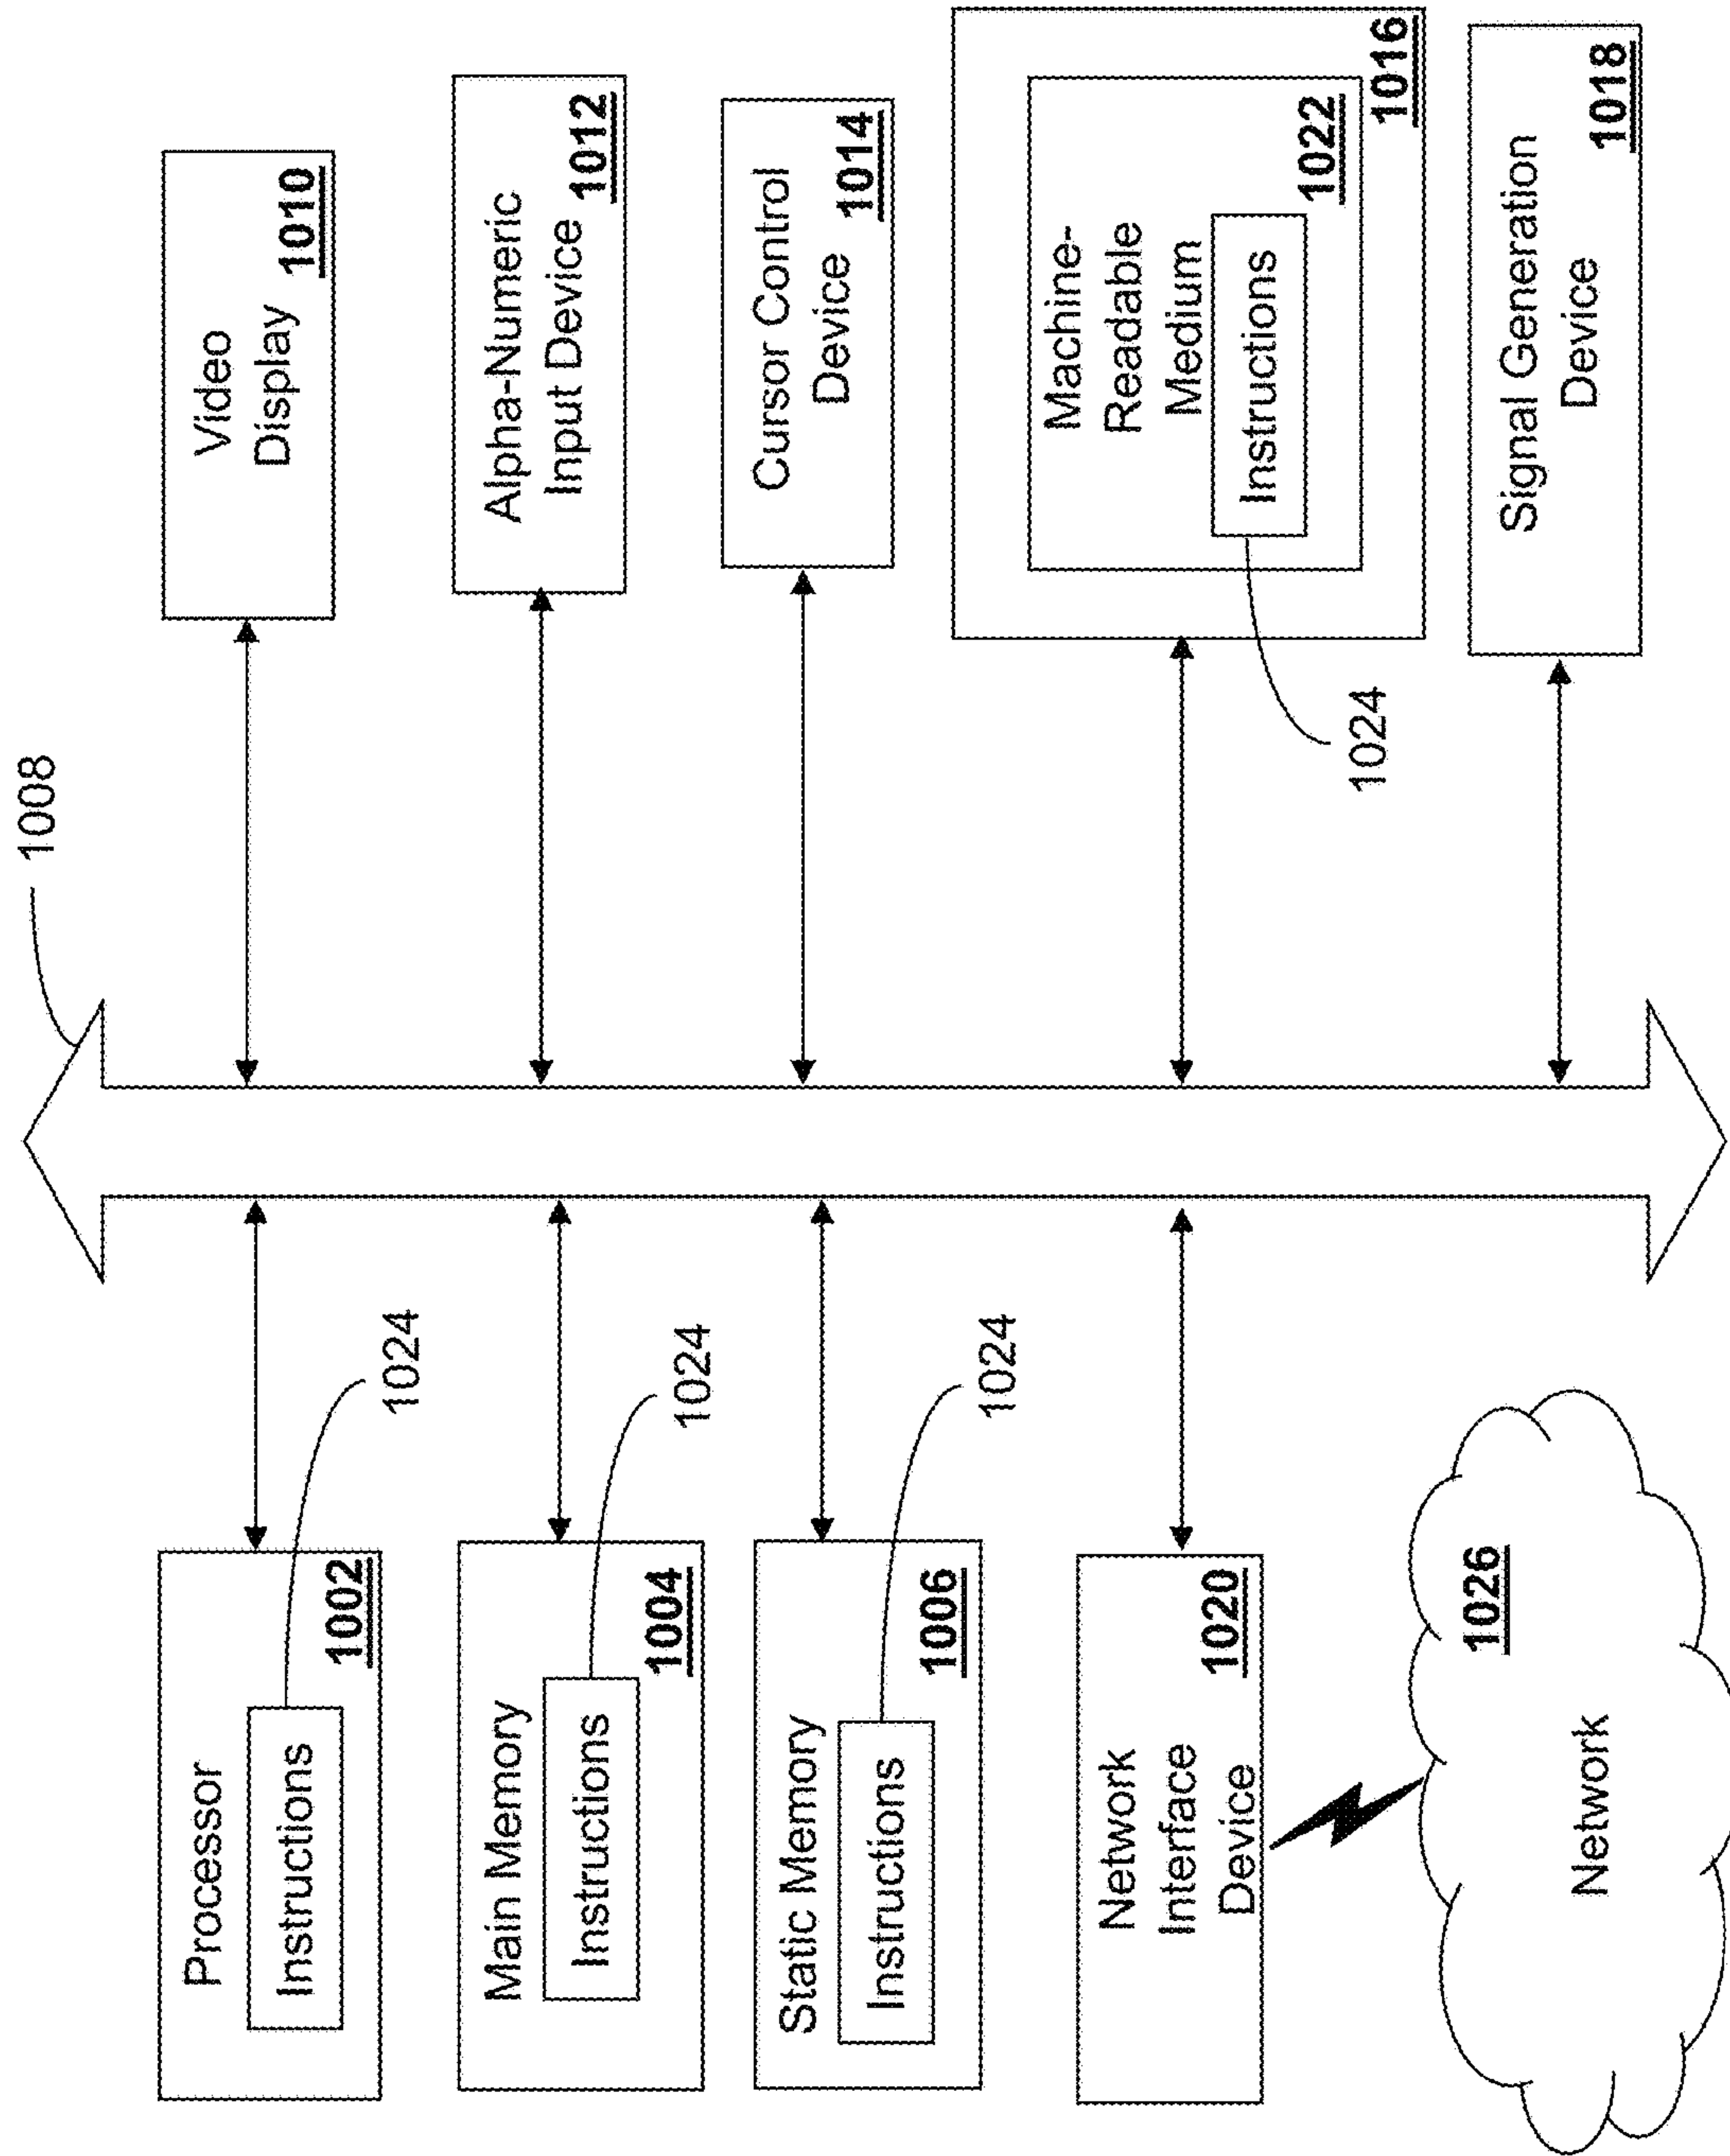 1008
Processor
Instructions
1002
1024
Main Memory
Instructions
1004
1024
Static Memory
Instructions
1006
1024
Network
Interface
Device
1020
1026
Network
Video
Display
1010
Alpha-Numeric
Input Device
1012
Cursor Control
Device
1014
Machine-
Readable
Medium
1022
Instructions
1016
1024
Signal Generation
Device
1018